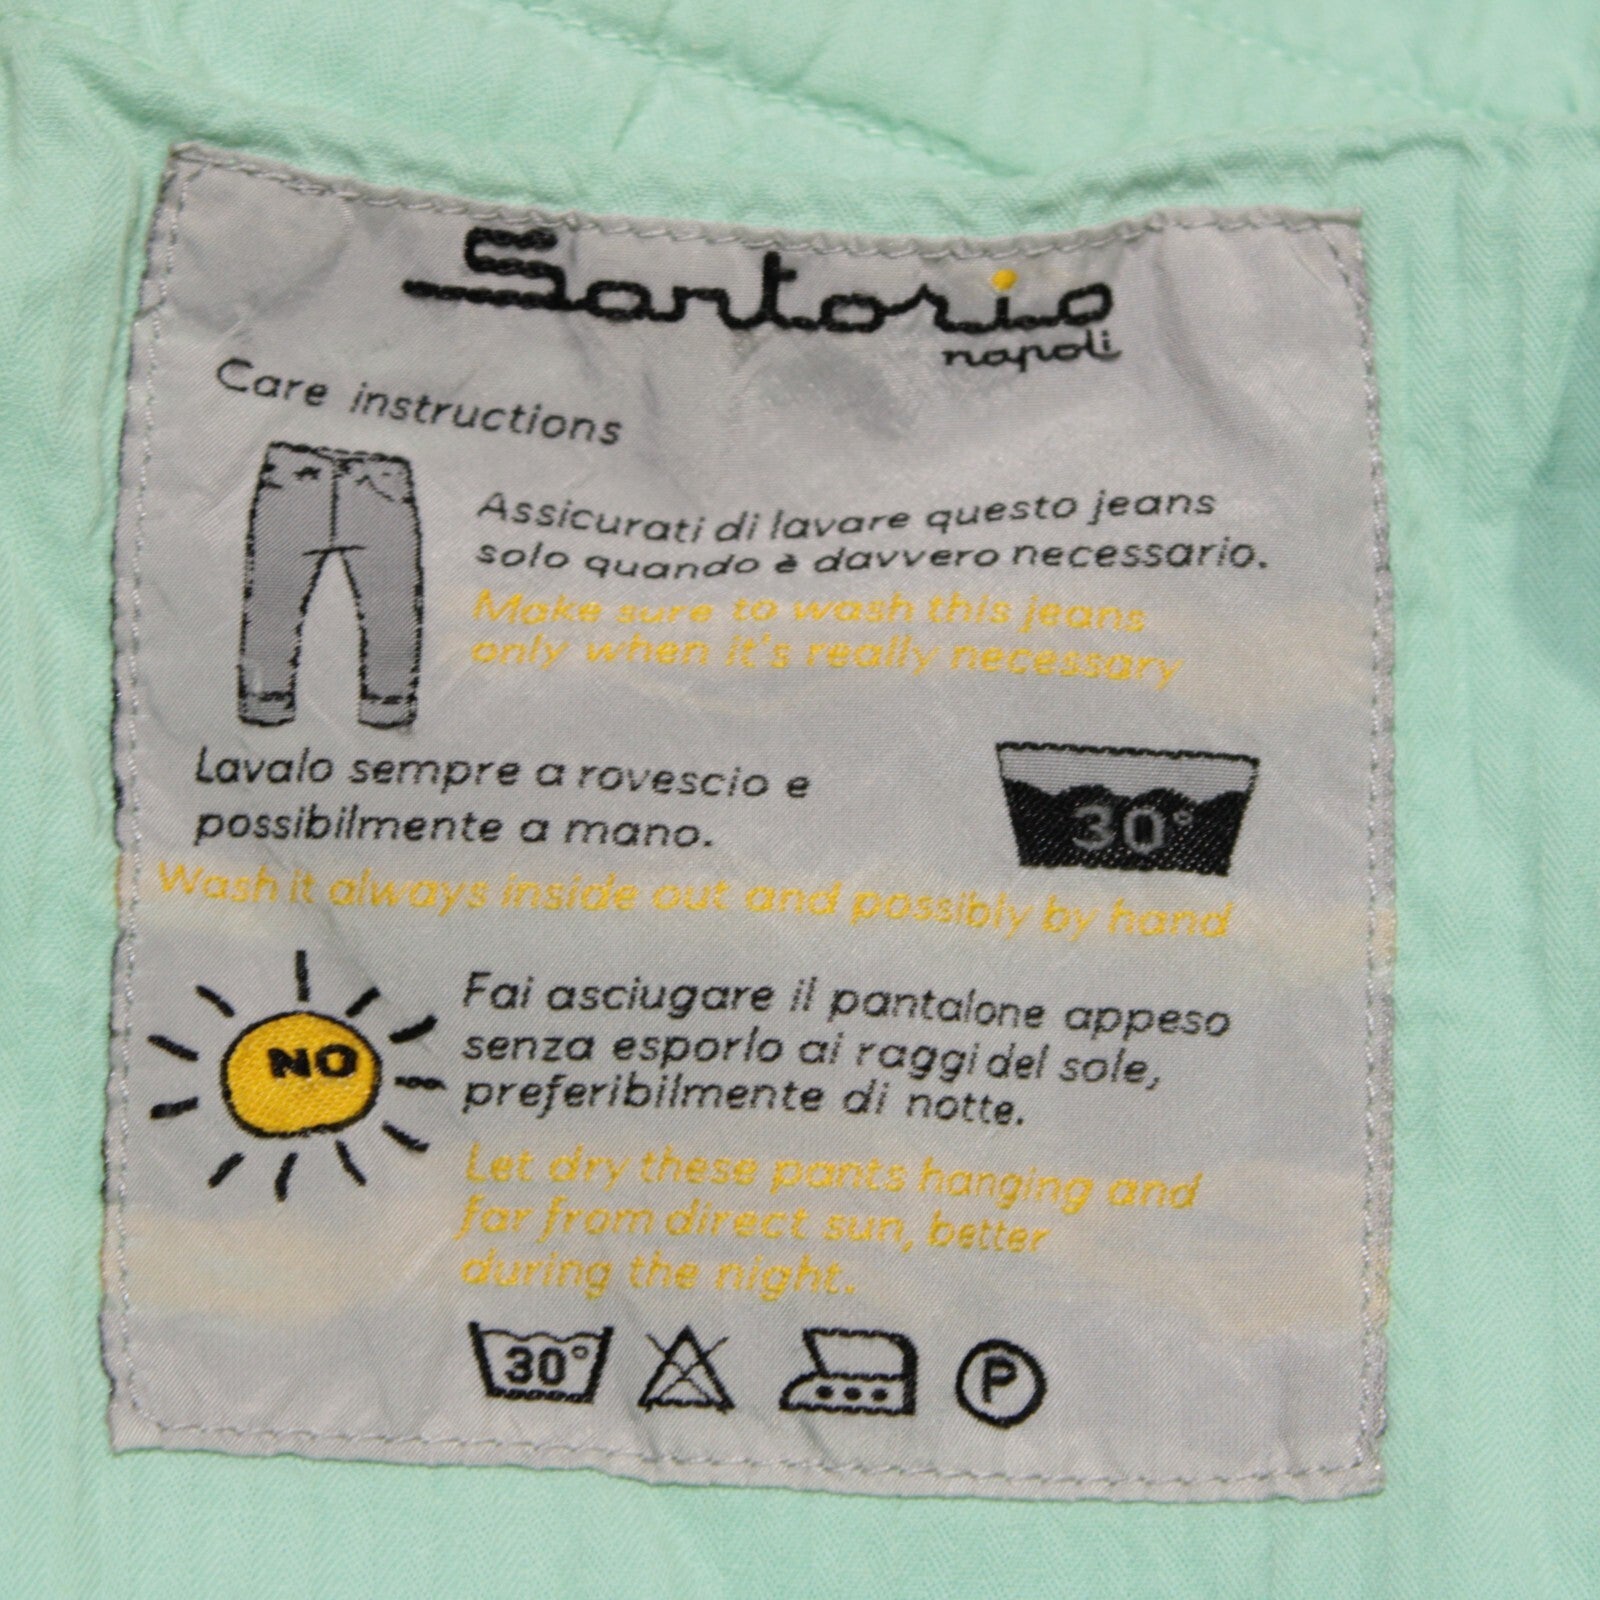 Sartorio
napoli
Care instructions
Assicurati di lavare questo jeans
solo quando è davvero necessario.
Make sure to wash this jeans
only when it's really necessary
Lavalo sempre a rovescio e
possibilmente a mano.
30°
Wash it always inside out and possibly by hand
NO
Fai asciugare il pantalone appeso
senza esporlo ai raggi del sole,
preferibilmente di notte.
Let dry these pants hanging and
far from direct sun, better
during the night.
30° P